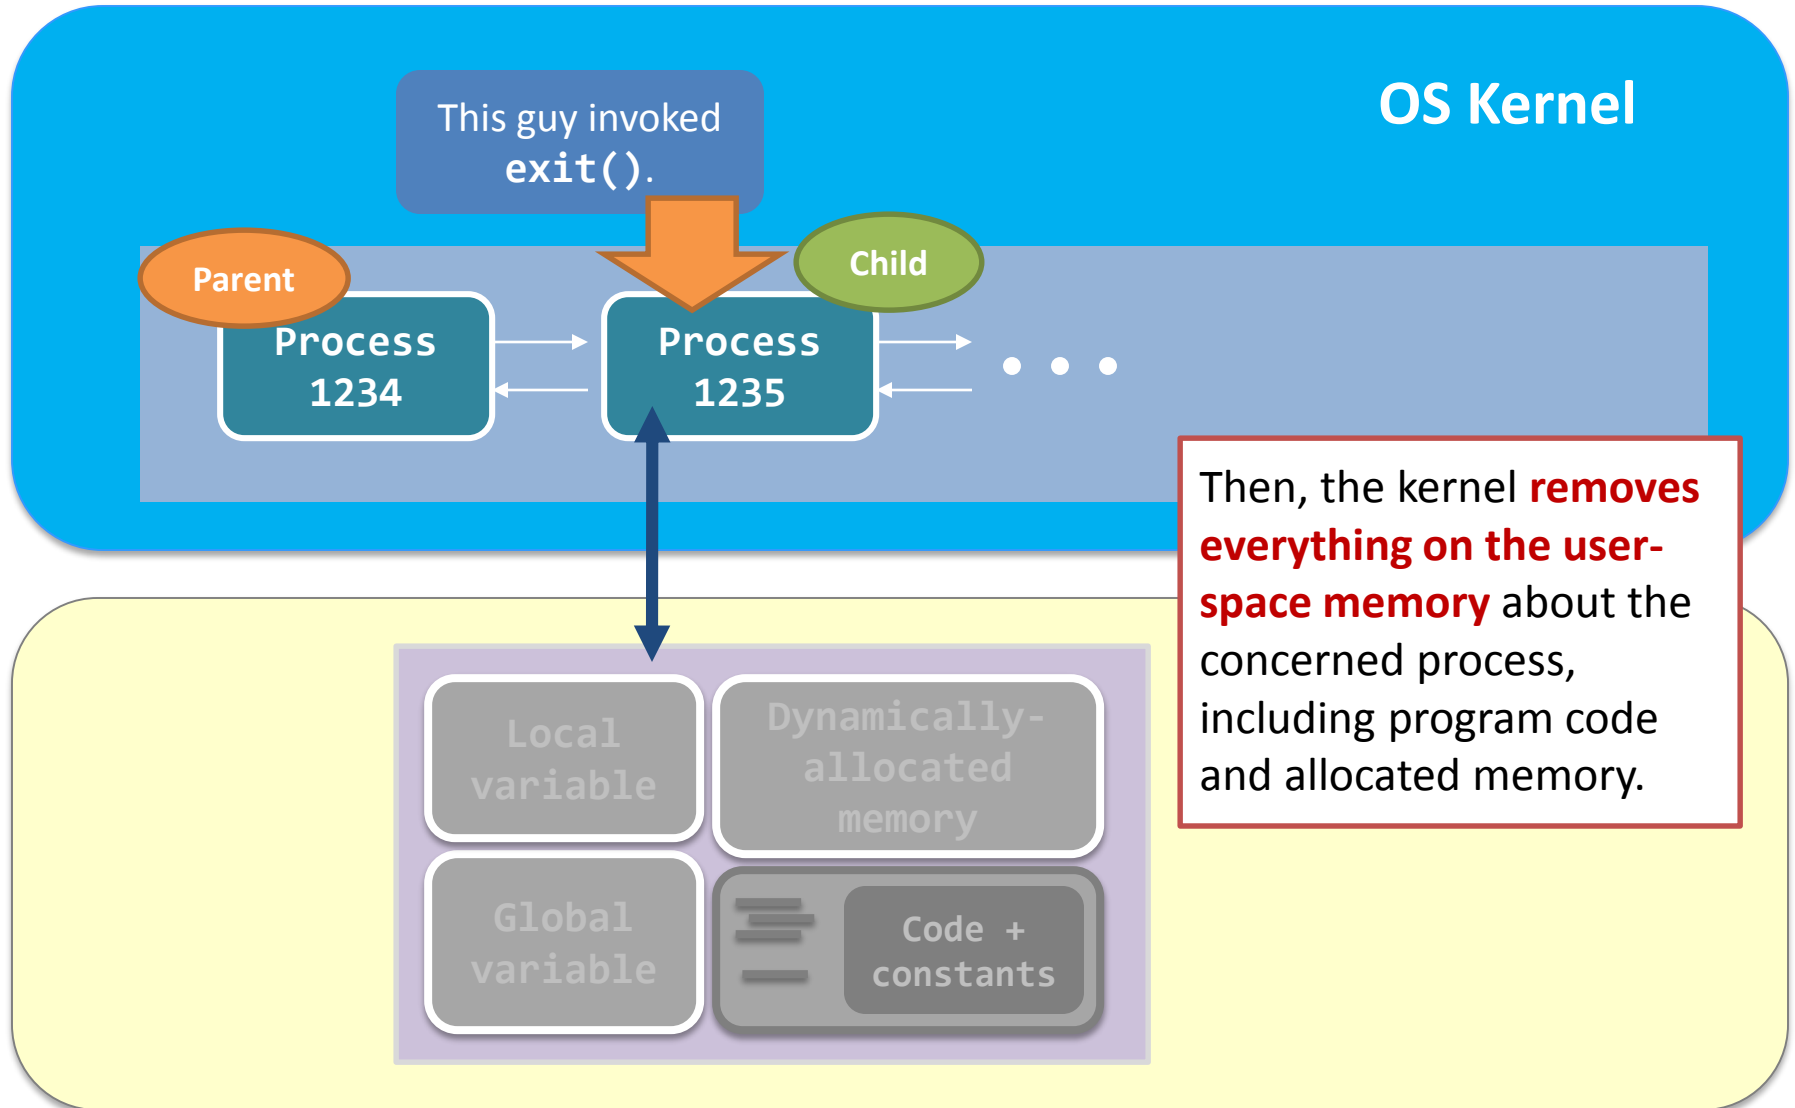 OS Kernel
This guy invoked
exit().
Parent
Child
Process
1234
Process
1235
Then, the kernel removes
everything on the user-
space memory about the
concerned process,
including program code
and allocated memory.
Local
variable
Dynamically-
allocated
memory
Global
variable
Code +
constants